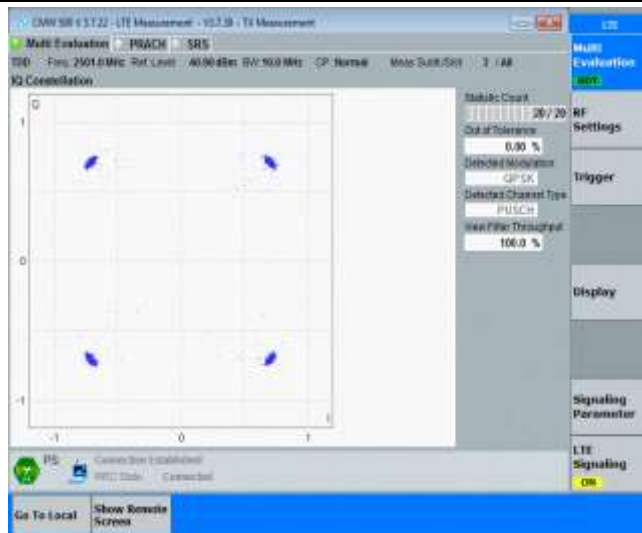 CMW 500 V 3.7.22 - LTE Measurement - V3.7.30 - TX Measurement
Multi Evaluation PRACH SRS
TDD Freq: 2501.0 MHz Ref. Level: 40.90 dBm BW: 10.0 MHz CP: Normal Meas Subfr./Slot 2 / All
IQ Constellation
Q
1
0
-1
-1 0 1
I
Statistic Count
20 / 20
Out of Tolerance
0.00 %
Detected Modulation
QPSK
Detected Channel Type
PUSCH
View Filter Throughput
100.0 %
LTE
Multi
Evaluation
RDY
RF
Settings
Trigger
Display
Signaling
Parameter
LTE
Signaling
ON
PS:
Connection Established
RRC State: Connected
Go To Local
Show Remote
Screen